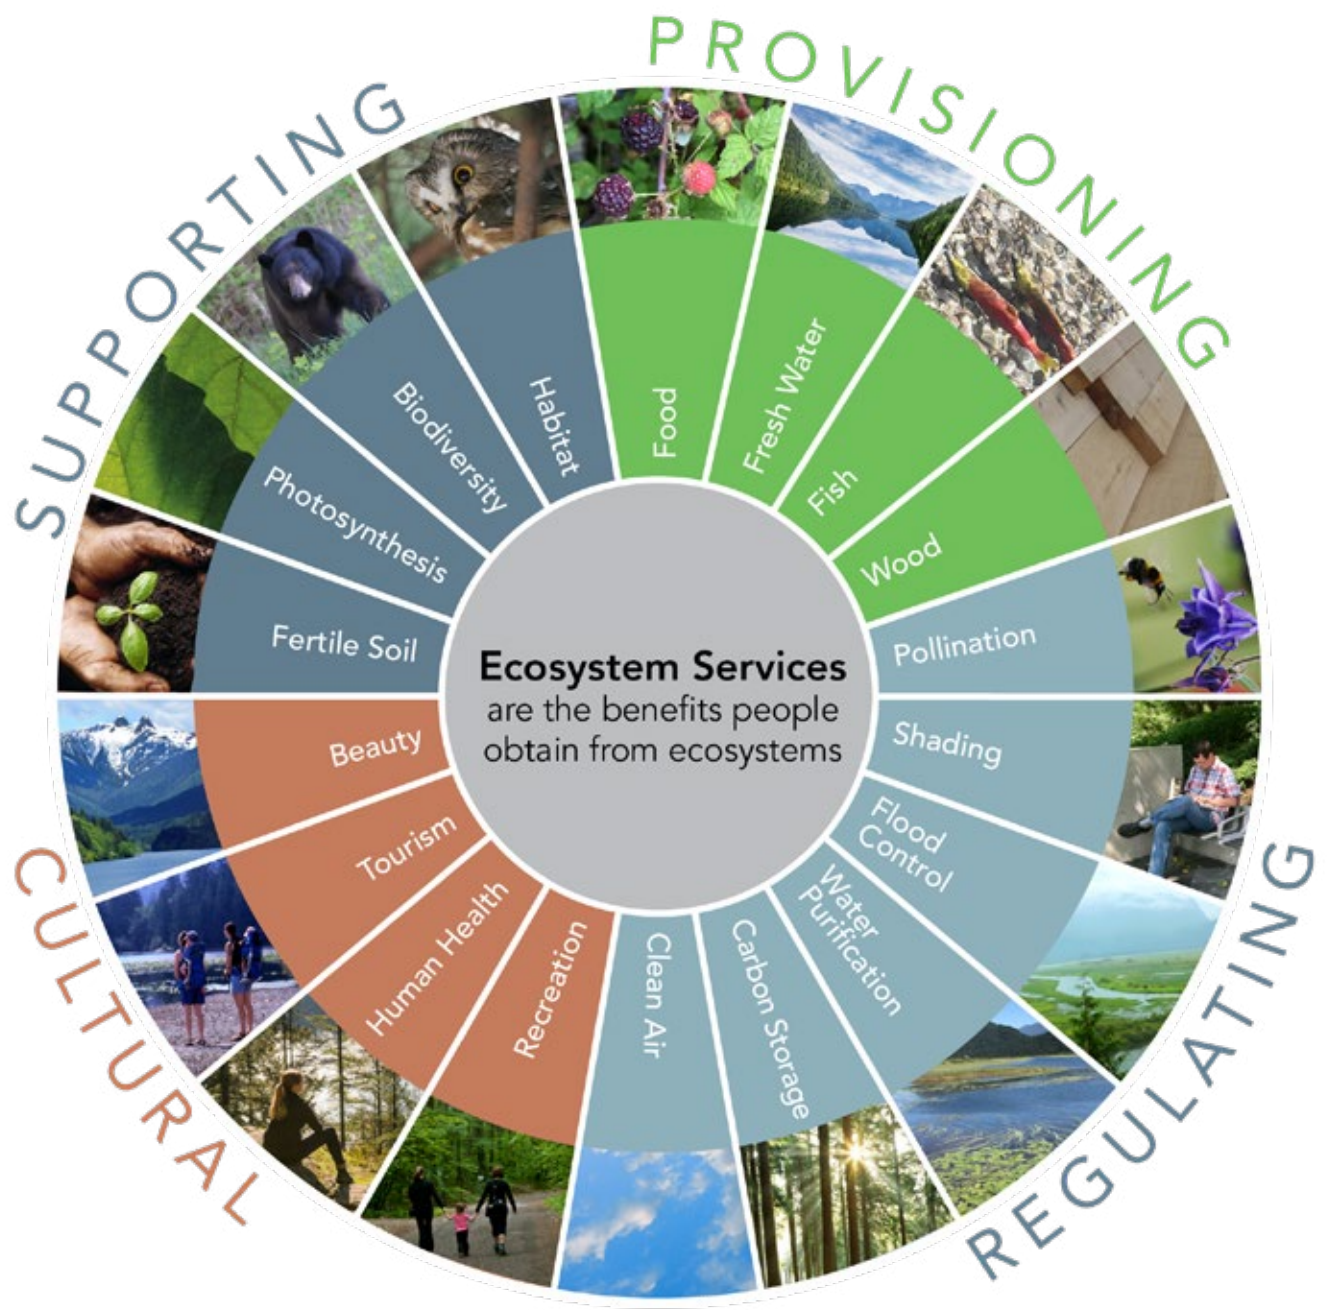 PROVISIONING
SUPPORTING
Habitat
Biodiversity
Photosynthesis
Fertile Soil
Food
Fresh Water
Fish
Wood
Pollination
Shading
Flood
Control
Water
Purification
Carbon Storage
Clean Air
Recreation
Human Health
Tourism
Beauty
Ecosystem Services
are the benefits people
obtain from ecosystems
CULTURAL
REGULATING